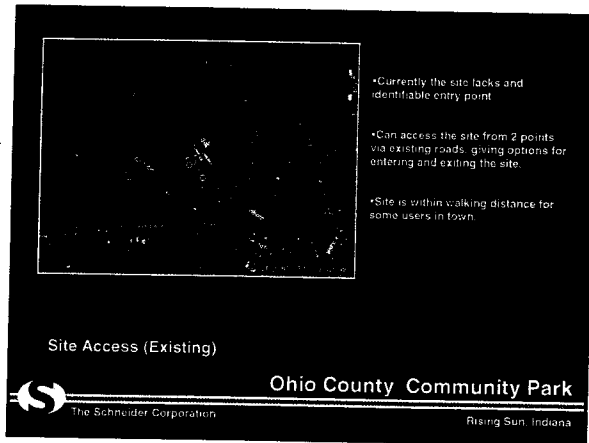 •Currently the site lacks and
identifiable entry point
•Can access the site from 2 points
via existing roads, giving options for
entering and exiting the site.
•Site is within walking distance for
some users in town.
Site Access (Existing)
Ohio County Community Park
S
The Schneider Corporation
Rising Sun, Indiana